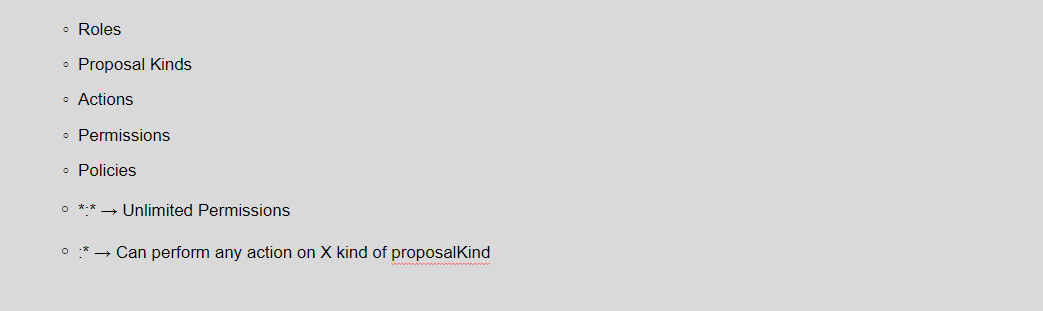 ◦ Roles
◦ Proposal Kinds
◦ Actions
◦ Permissions
◦ Policies
◦ *:* → Unlimited Permissions
◦ :* → Can perform any action on X kind of proposalKind